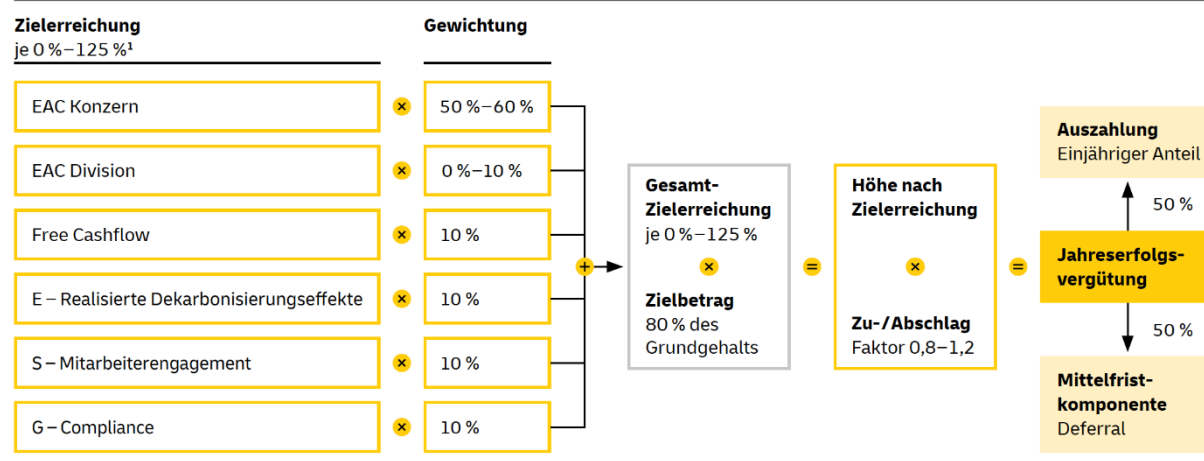 Zielerreichung
je 0 %–125 %¹
Gewichtung
EAC Konzern
×
50 %–60 %
EAC Division
×
0 %–10 %
Free Cashflow
×
10 %
E – Realisierte Dekarbonisierungseffekte
×
10 %
S – Mitarbeiterengagement
×
10 %
G – Compliance
×
10 %
+
Gesamt-
Zielerreichung
je 0 %–125 %
×
Zielbetrag
80 % des
Grundgehalts
=
Höhe nach
Zielerreichung
×
Zu-/Abschlag
Faktor 0,8–1,2
=
Auszahlung
Einjähriger Anteil
50 %
Jahreserfolgs-
vergütung
50 %
Mittelfrist-
komponente
Deferral